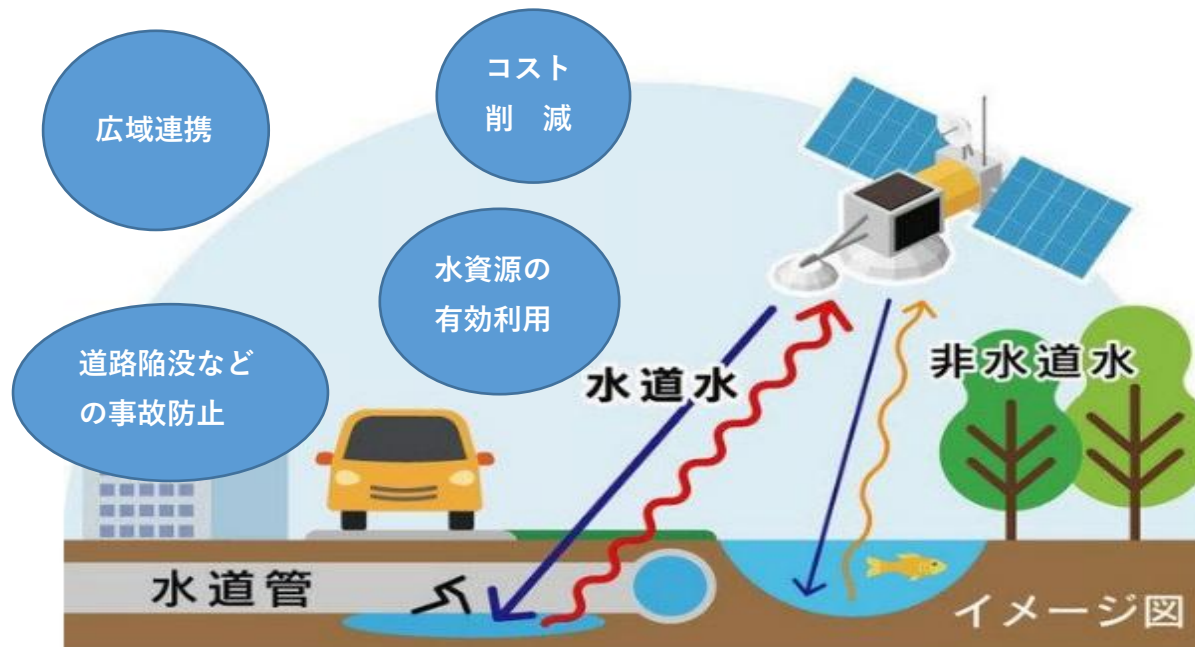 広域連携
コスト
削　減
水資源の
有効利用
道路陥没など
の事故防止
水道水
非水道水
水道管
イメージ図